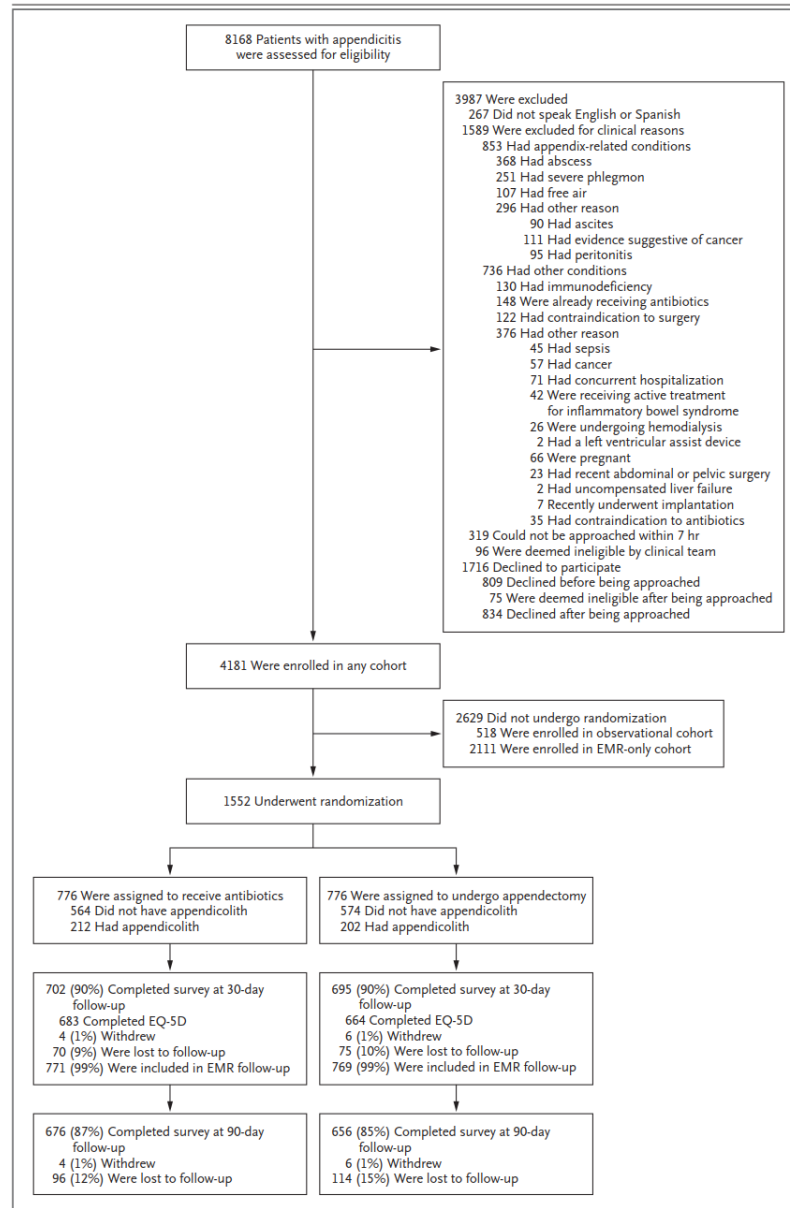 8168 Patients with appendicitis
were assessed for eligibility
3987 Were excluded
267 Did not speak English or Spanish
1589 Were excluded for clinical reasons
853 Had appendix-related conditions
368 Had abscess
251 Had severe phlegmon
107 Had free air
296 Had other reason
90 Had ascites
111 Had evidence suggestive of cancer
95 Had peritonitis
736 Had other conditions
130 Had immunodeficiency
148 Were already receiving antibiotics
122 Had contraindication to surgery
376 Had other reason
45 Had sepsis
57 Had cancer
71 Had concurrent hospitalization
42 Were receiving active treatment
for inflammatory bowel syndrome
26 Were undergoing hemodialysis
2 Had a left ventricular assist device
66 Were pregnant
23 Had recent abdominal or pelvic surgery
2 Had uncompensated liver failure
7 Recently underwent implantation
35 Had contraindication to antibiotics
319 Could not be approached within 7 hr
96 Were deemed ineligible by clinical team
1716 Declined to participate
809 Declined before being approached
75 Were deemed ineligible after being approached
834 Declined after being approached
4181 Were enrolled in any cohort
2629 Did not undergo randomization
518 Were enrolled in observational cohort
2111 Were enrolled in EMR-only cohort
1552 Underwent randomization
776 Were assigned to receive antibiotics
564 Did not have appendicolith
212 Had appendicolith
776 Were assigned to undergo appendectomy
574 Did not have appendicolith
202 Had appendicolith
702 (90%) Completed survey at 30-day
follow-up
683 Completed EQ-5D
4 (1%) Withdrew
70 (9%) Were lost to follow-up
771 (99%) Were included in EMR follow-up
695 (90%) Completed survey at 30-day
follow-up
664 Completed EQ-5D
6 (1%) Withdrew
75 (10%) Were lost to follow-up
769 (99%) Were included in EMR follow-up
676 (87%) Completed survey at 90-day
follow-up
4 (1%) Withdrew
96 (12%) Were lost to follow-up
656 (85%) Completed survey at 90-day
follow-up
6 (1%) Withdrew
114 (15%) Were lost to follow-up